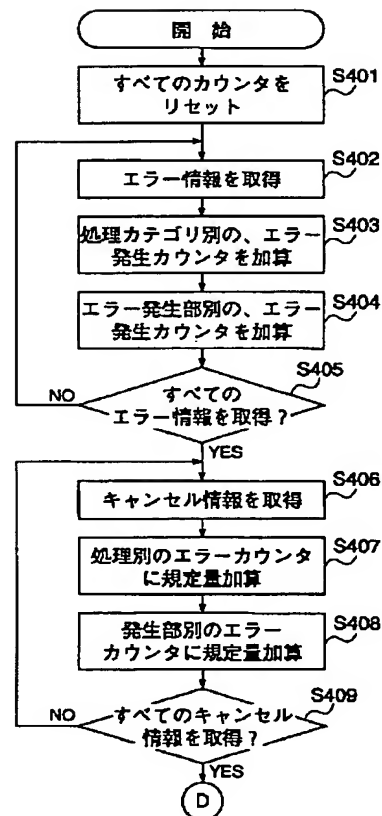 開 始
すべてのカウンタを
リセット
S401
エラー情報を取得
S402
処理カテゴリ別の、エラー
発生カウンタを加算
S403
エラー発生部別の、エラー
発生カウンタを加算
S404
すべての
エラー情報を取得？
S405
NO
YES
キャンセル情報を取得
S406
処理別のエラーカウンタ
に規定量加算
S407
発生部別のエラー
カウンタに規定量加算
S408
すべてのキャンセル
情報を取得？
S409
NO
YES
D